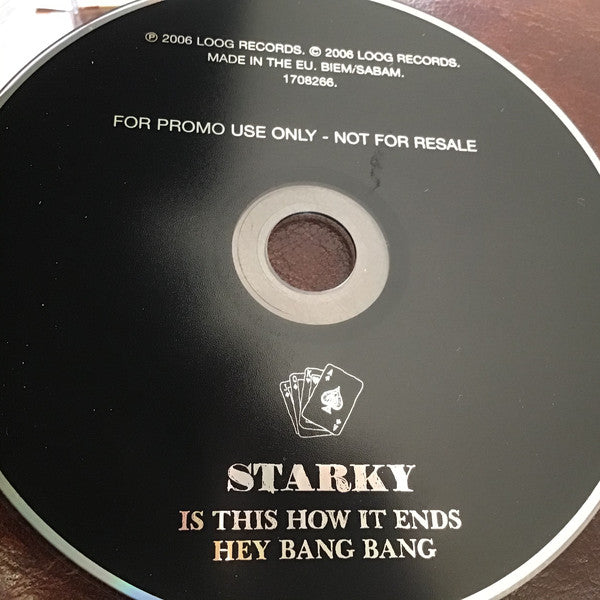 ℗ 2006 LOOG RECORDS. © 2006 LOOG RECORDS.
MADE IN THE EU. BIEM/SABAM.
1708266.
FOR PROMO USE ONLY - NOT FOR RESALE
STARKY
IS THIS HOW IT ENDS
HEY BANG BANG